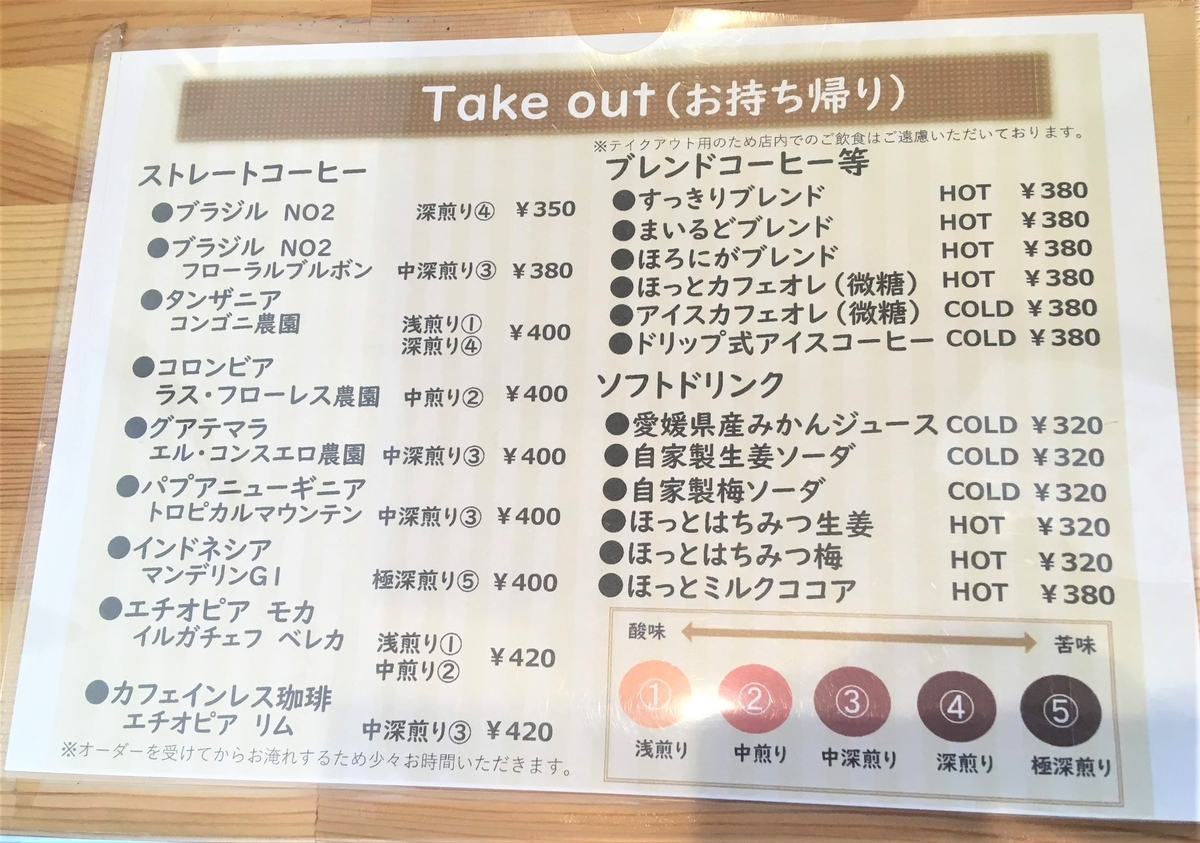 Take out(お持ち帰り)
※テイクアウト用のため店内でのご飲食はご遠慮いただいております。
ストレートコーヒー
●ブラジル NO2 深煎り④ ¥350
●ブラジル NO2
フローラルブルボン 中深煎り③ ¥380
●タンザニア
コンゴニ農園 浅煎り① ¥400
深煎り④
●コロンビア
ラス・フローレス農園 中煎り② ¥400
●グアテマラ
エル・コンスエロ農園 中深煎り③ ¥400
●パプアニューギニア
トロピカルマウンテン 中深煎り③ ¥400
●インドネシア
マンデリンG1 極深煎り⑤ ¥400
●エチオピア モカ
イルガチェフ ベレカ 浅煎り① ¥420
中煎り②
●カフェインレス珈琲
エチオピア リム 中深煎り③ ¥420
※オーダーを受けてからお淹れするため少々お時間いただきます。
ブレンドコーヒー等
●すっきりブレンド HOT ¥380
●まいるどブレンド HOT ¥380
●ほろにがブレンド HOT ¥380
●ほっとカフェオレ(微糖) HOT ¥380
●アイスカフェオレ(微糖) COLD ¥380
●ドリップ式アイスコーヒー COLD ¥380
ソフトドリンク
●愛媛県産みかんジュース COLD ¥320
●自家製生姜ソーダ COLD ¥320
●自家製梅ソーダ COLD ¥320
●ほっとはちみつ生姜 HOT ¥320
●ほっとはちみつ梅 HOT ¥320
●ほっとミルクココア HOT ¥380
酸味 苦味
① ② ③ ④ ⑤
浅煎り 中煎り 中深煎り 深煎り 極深煎り